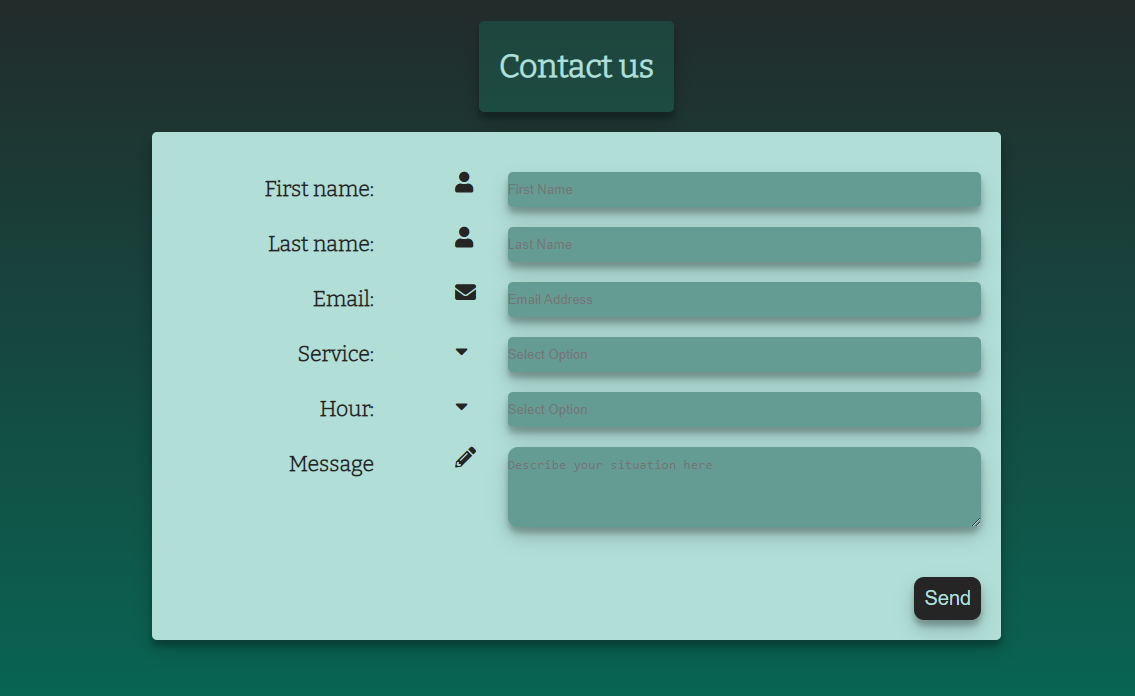 Contact us
First name:
First Name
Last name:
Last Name
Email:
Email Address
Service:
Select Option
Hour:
Select Option
Message
Describe your situation here
Send